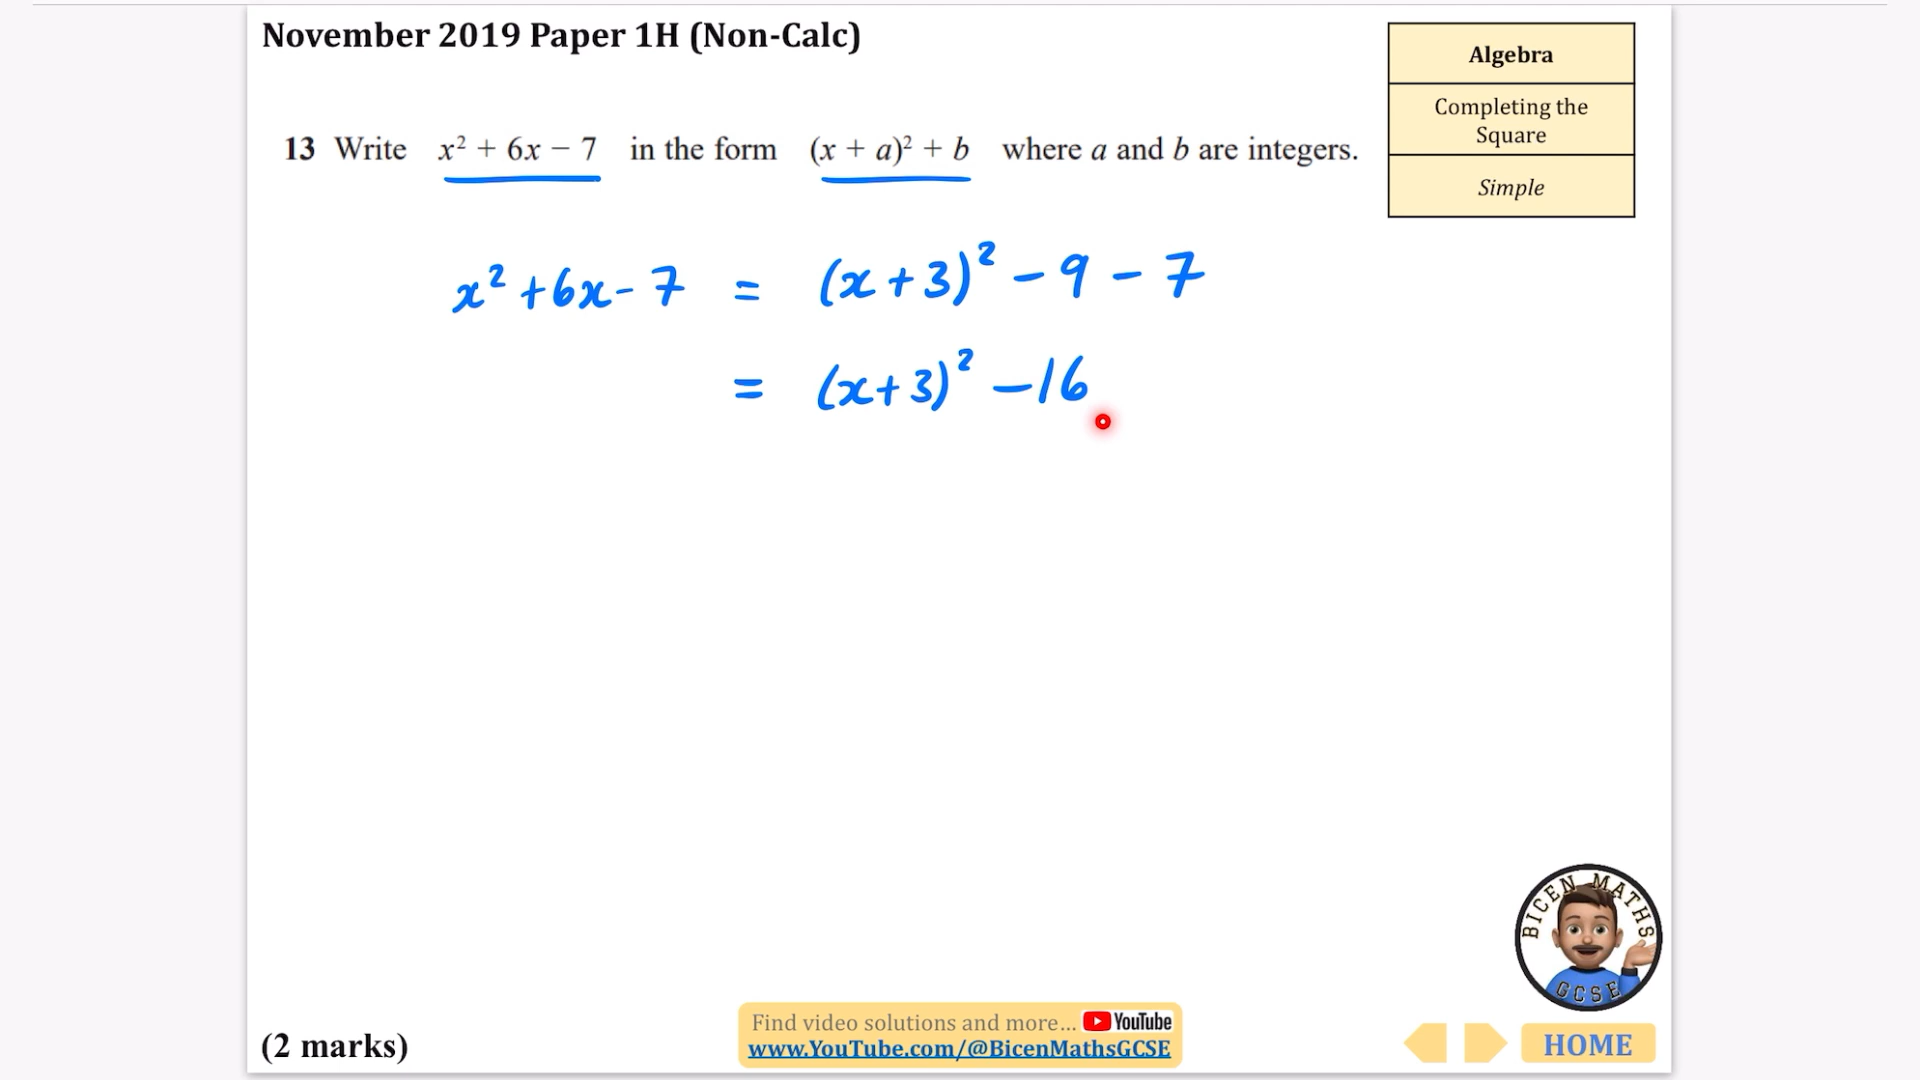 November 2019 Paper 1H (Non-Calc)
Algebra
Completing the
Square
Simple
13 Write x² + 6x − 7 in the form (x + a)² + b where a and b are integers.
x² + 6x - 7 = (x + 3)² - 9 - 7
= (x + 3)² - 16
BICEN MATHS
GCSE
(2 marks)
Find video solutions and more... YouTube
www.YouTube.com/@BicenMathsGCSE
HOME